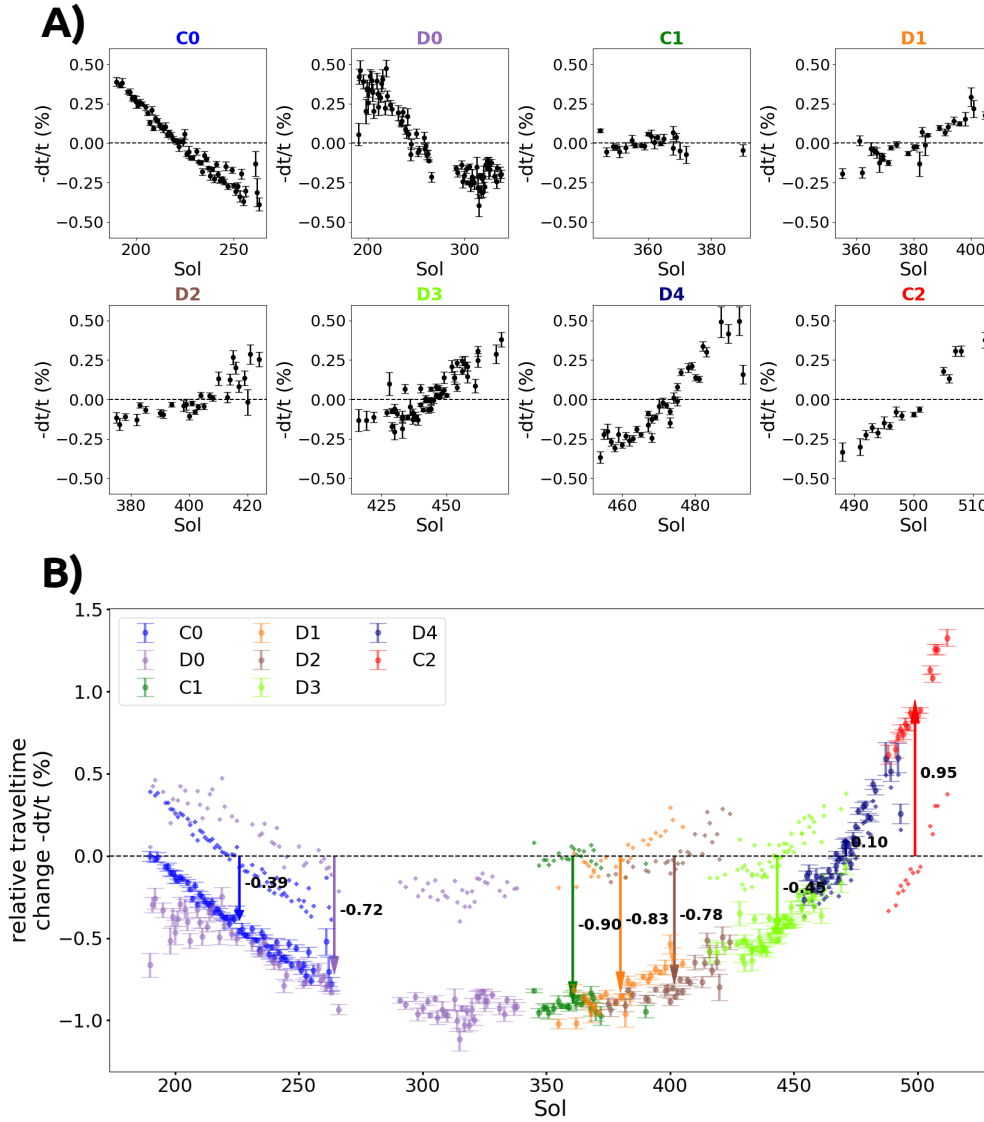 A)
C0
D0
C1
D1
0.50
0.25
0.00
−0.25
−0.50
-dt/t (%)
200
250
Sol
0.50
0.25
0.00
−0.25
−0.50
-dt/t (%)
200
300
Sol
0.50
0.25
0.00
−0.25
−0.50
-dt/t (%)
360
380
Sol
0.50
0.25
0.00
−0.25
−0.50
-dt/t (%)
360
380
400
Sol
D2
D3
D4
C2
0.50
0.25
0.00
−0.25
−0.50
-dt/t (%)
380
400
420
Sol
0.50
0.25
0.00
−0.25
−0.50
-dt/t (%)
425
450
Sol
0.50
0.25
0.00
−0.25
−0.50
-dt/t (%)
460
480
Sol
0.50
0.25
0.00
−0.25
−0.50
-dt/t (%)
490
500
510
Sol
B)
relative traveltime
change -dt/t (%)
1.5
1.0
0.5
0.0
−0.5
−1.0
C0
D0
C1
D1
D2
D3
D4
C2
-0.39
-0.72
-0.90
-0.83
-0.78
-0.45
0.10
0.95
200
250
300
350
400
450
500
Sol